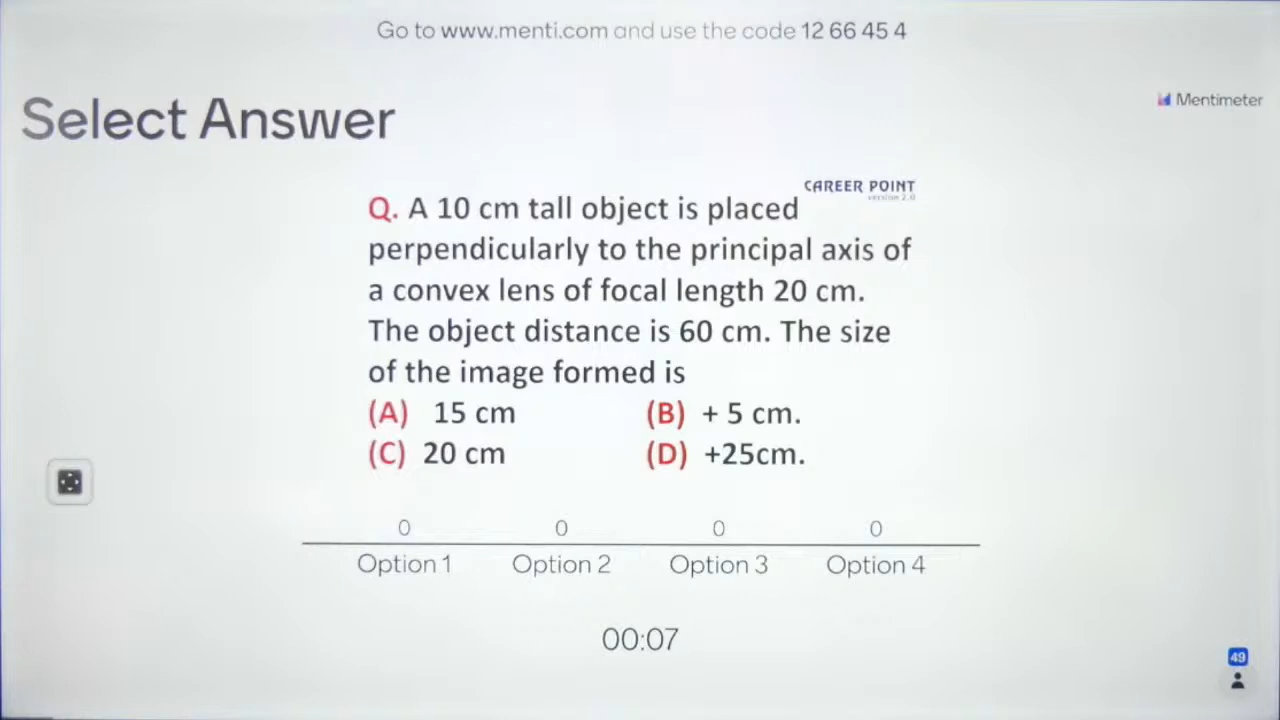 Go to www.menti.com and use the code 12 66 45 4
Select Answer
Mentimeter
CAREER POINT
version 2.0
Q. A 10 cm tall object is placed
perpendicularly to the principal axis of
a convex lens of focal length 20 cm.
The object distance is 60 cm. The size
of the image formed is
(A) 15 cm (B) + 5 cm.
(C) 20 cm (D) +25cm.
0 0 0 0
Option 1 Option 2 Option 3 Option 4
00:07
49